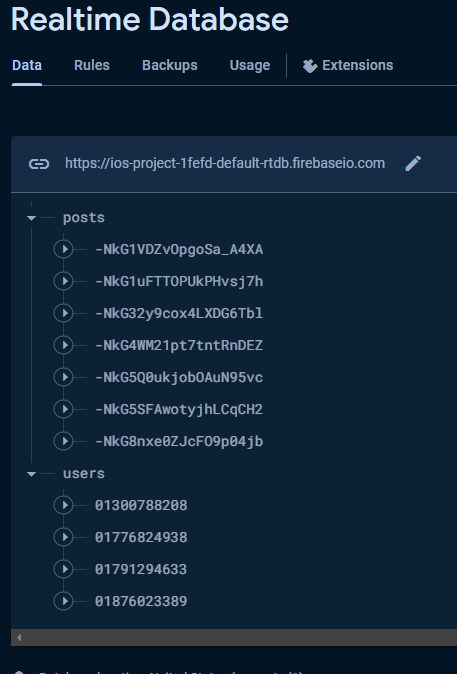 Realtime Database
Data Rules Backups Usage Extensions
https://ios-project-1fefd-default-rtdb.firebaseio.com
posts
-NkG1VDZvOpgoSa_A4XA
-NkG1uFTTOPUkPHvsj7h
-NkG32y9cox4LXDG6Tbl
-NkG4WM21pt7tntRnDEZ
-NkG5Q0ukjobOAuN95vc
-NkG5SFAwotyjhLCqCH2
-NkG8nxe0ZJcFO9p04jb
users
01300788208
01776824938
01791294633
01876023389